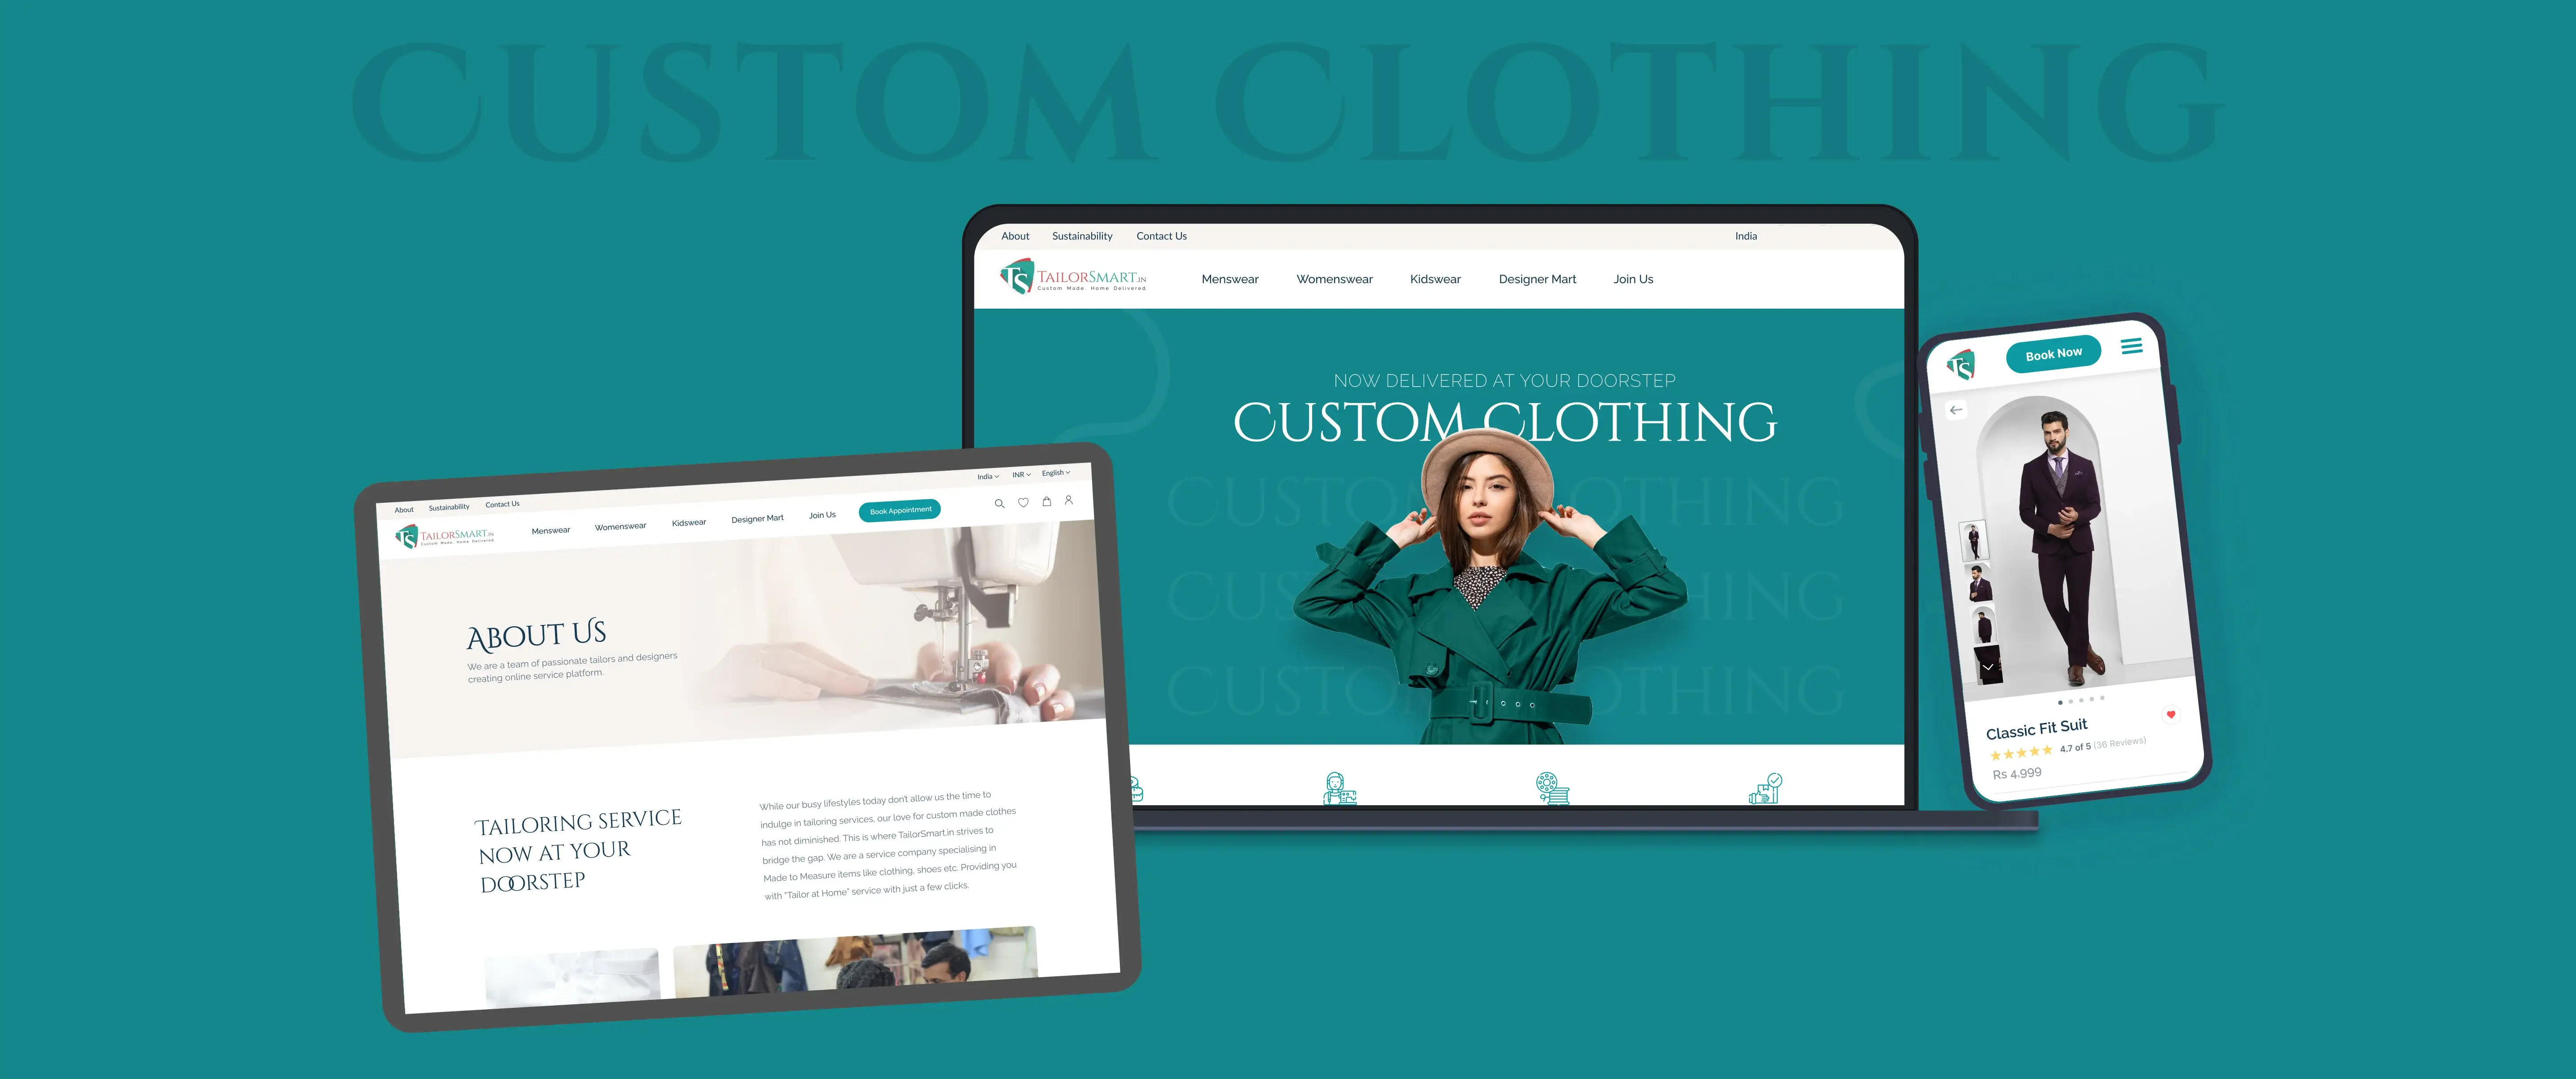 CUSTOM CLOTHING
About Sustainability Contact Us India
TS TAILORSMART.IN
Custom Made. Home Delivered.
Menswear Womenswear Kidswear Designer Mart Join Us
NOW DELIVERED AT YOUR DOORSTEP
CUSTOM CLOTHING
CUSTOM CLOTHING
CUSTOM CLOTHING
CUSTOM CLOTHING
About Sustainability Contact Us India INR English
TS TAILORSMART.IN
Custom Made. Home Delivered.
Menswear Womenswear Kidswear Designer Mart Join Us Book Appointment
ABOUT US
We are a team of passionate tailors and designers
creating online service platform.
TAILORING SERVICE
NOW AT YOUR
DOORSTEP
While our busy lifestyles today don't allow us the time to
indulge in tailoring services, our love for custom made clothes
has not diminished. This is where TailorSmart.in strives to
bridge the gap. We are a service company specialising in
Made to Measure items like clothing, shoes etc. Providing you
with "Tailor at Home" service with just a few clicks.
TS Book Now
Classic Fit Suit
4.7 of 5 (36 Reviews)
Rs 4,999